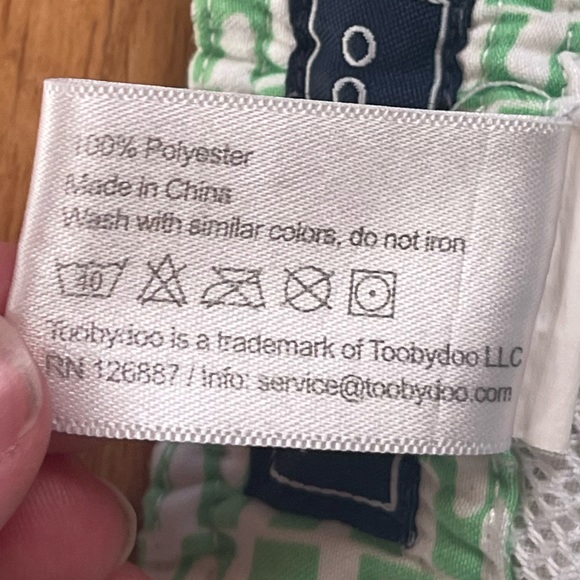 100% Polyester
Made in China
Wash with similar colors, do not iron
30
Toobydoo is a trademark of Toobydoo LLC
RN 126887 / Info: service@toobydoo.com